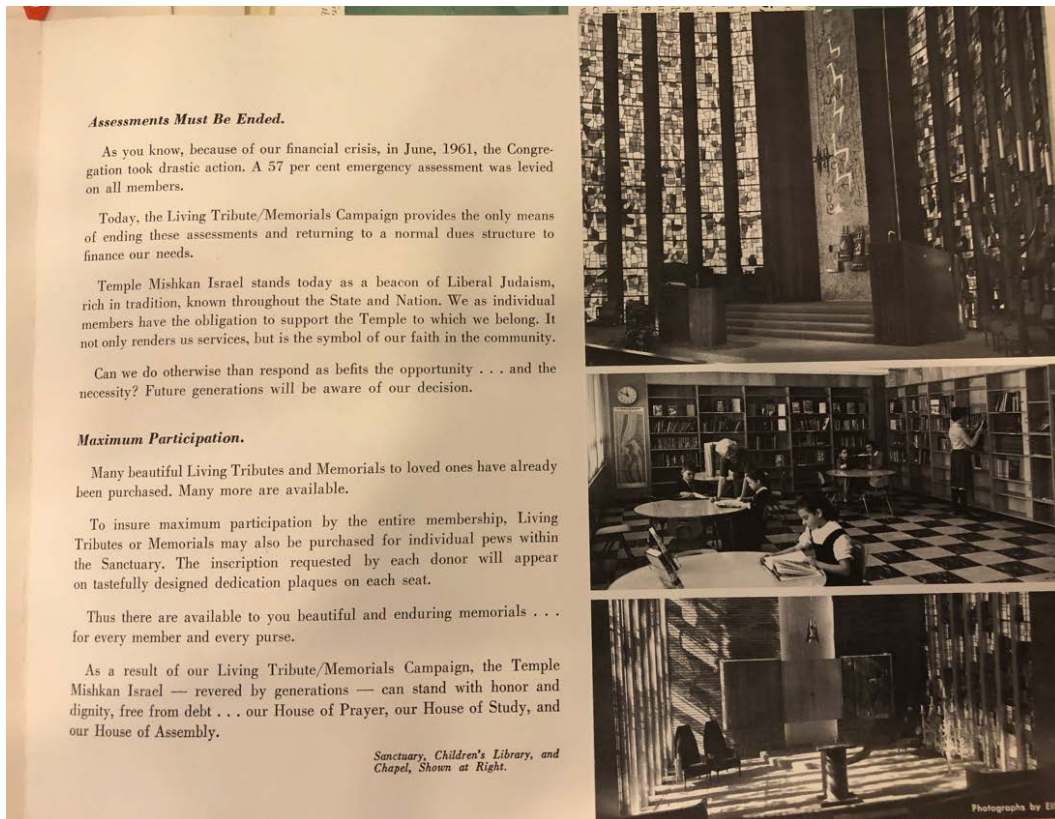 Assessments Must Be Ended.
As you know, because of our financial crisis, in June, 1961, the Congre-
gation took drastic action. A 57 per cent emergency assessment was levied
on all members.
Today, the Living Tribute/Memorials Campaign provides the only means
of ending these assessments and returning to a normal dues structure to
finance our needs.
Temple Mishkan Israel stands today as a beacon of Liberal Judaism,
rich in tradition, known throughout the State and Nation. We as individual
members have the obligation to support the Temple to which we belong. It
not only renders us services, but is the symbol of our faith in the community.
Can we do otherwise than respond as befits the opportunity . . . and the
necessity? Future generations will be aware of our decision.
Maximum Participation.
Many beautiful Living Tributes and Memorials to loved ones have already
been purchased. Many more are available.
To insure maximum participation by the entire membership, Living
Tributes or Memorials may also be purchased for individual pews within
the Sanctuary. The inscription requested by each donor will appear
on tastefully designed dedication plaques on each seat.
Thus there are available to you beautiful and enduring memorials . . .
for every member and every purse.
As a result of our Living Tribute/Memorials Campaign, the Temple
Mishkan Israel — revered by generations — can stand with honor and
dignity, free from debt . . . our House of Prayer, our House of Study, and
our House of Assembly.
Sanctuary, Children's Library, and
Chapel, Shown at Right.
Photographs by